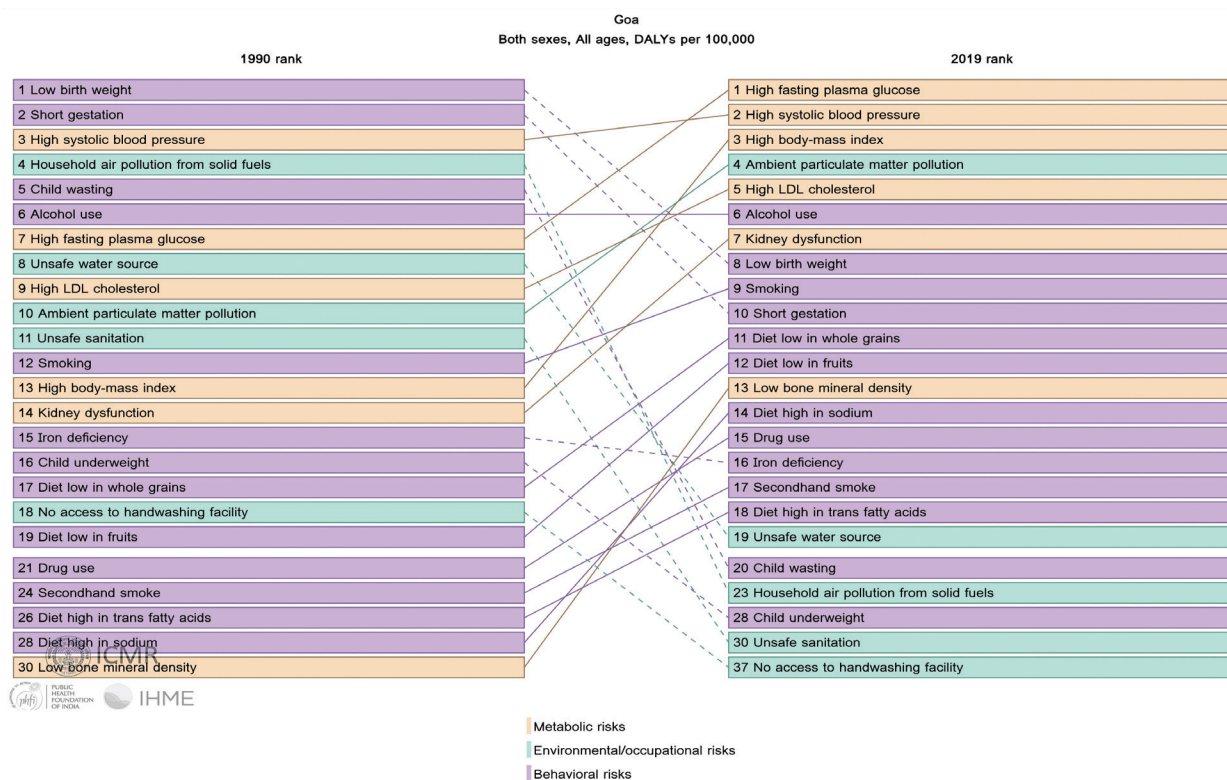 Goa
Both sexes, All ages, DALYs per 100,000
1990 rank
1 Low birth weight
2 Short gestation
3 High systolic blood pressure
4 Household air pollution from solid fuels
5 Child wasting
6 Alcohol use
7 High fasting plasma glucose
8 Unsafe water source
9 High LDL cholesterol
10 Ambient particulate matter pollution
11 Unsafe sanitation
12 Smoking
13 High body-mass index
14 Kidney dysfunction
15 Iron deficiency
16 Child underweight
17 Diet low in whole grains
18 No access to handwashing facility
19 Diet low in fruits
21 Drug use
24 Secondhand smoke
26 Diet high in trans fatty acids
28 Diet high in sodium
30 Low bone mineral density
2019 rank
1 High fasting plasma glucose
2 High systolic blood pressure
3 High body-mass index
4 Ambient particulate matter pollution
5 High LDL cholesterol
6 Alcohol use
7 Kidney dysfunction
8 Low birth weight
9 Smoking
10 Short gestation
11 Diet low in whole grains
12 Diet low in fruits
13 Low bone mineral density
14 Diet high in sodium
15 Drug use
16 Iron deficiency
17 Secondhand smoke
18 Diet high in trans fatty acids
19 Unsafe water source
20 Child wasting
23 Household air pollution from solid fuels
28 Child underweight
30 Unsafe sanitation
37 No access to handwashing facility
ICMR
phfi
PUBLIC
HEALTH
FOUNDATION
OF INDIA
IHME
Metabolic risks
Environmental/occupational risks
Behavioral risks